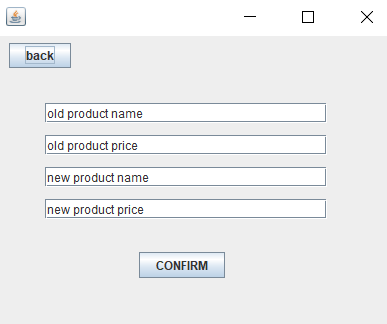 back
old product name
old product price
new product name
new product price
CONFIRM